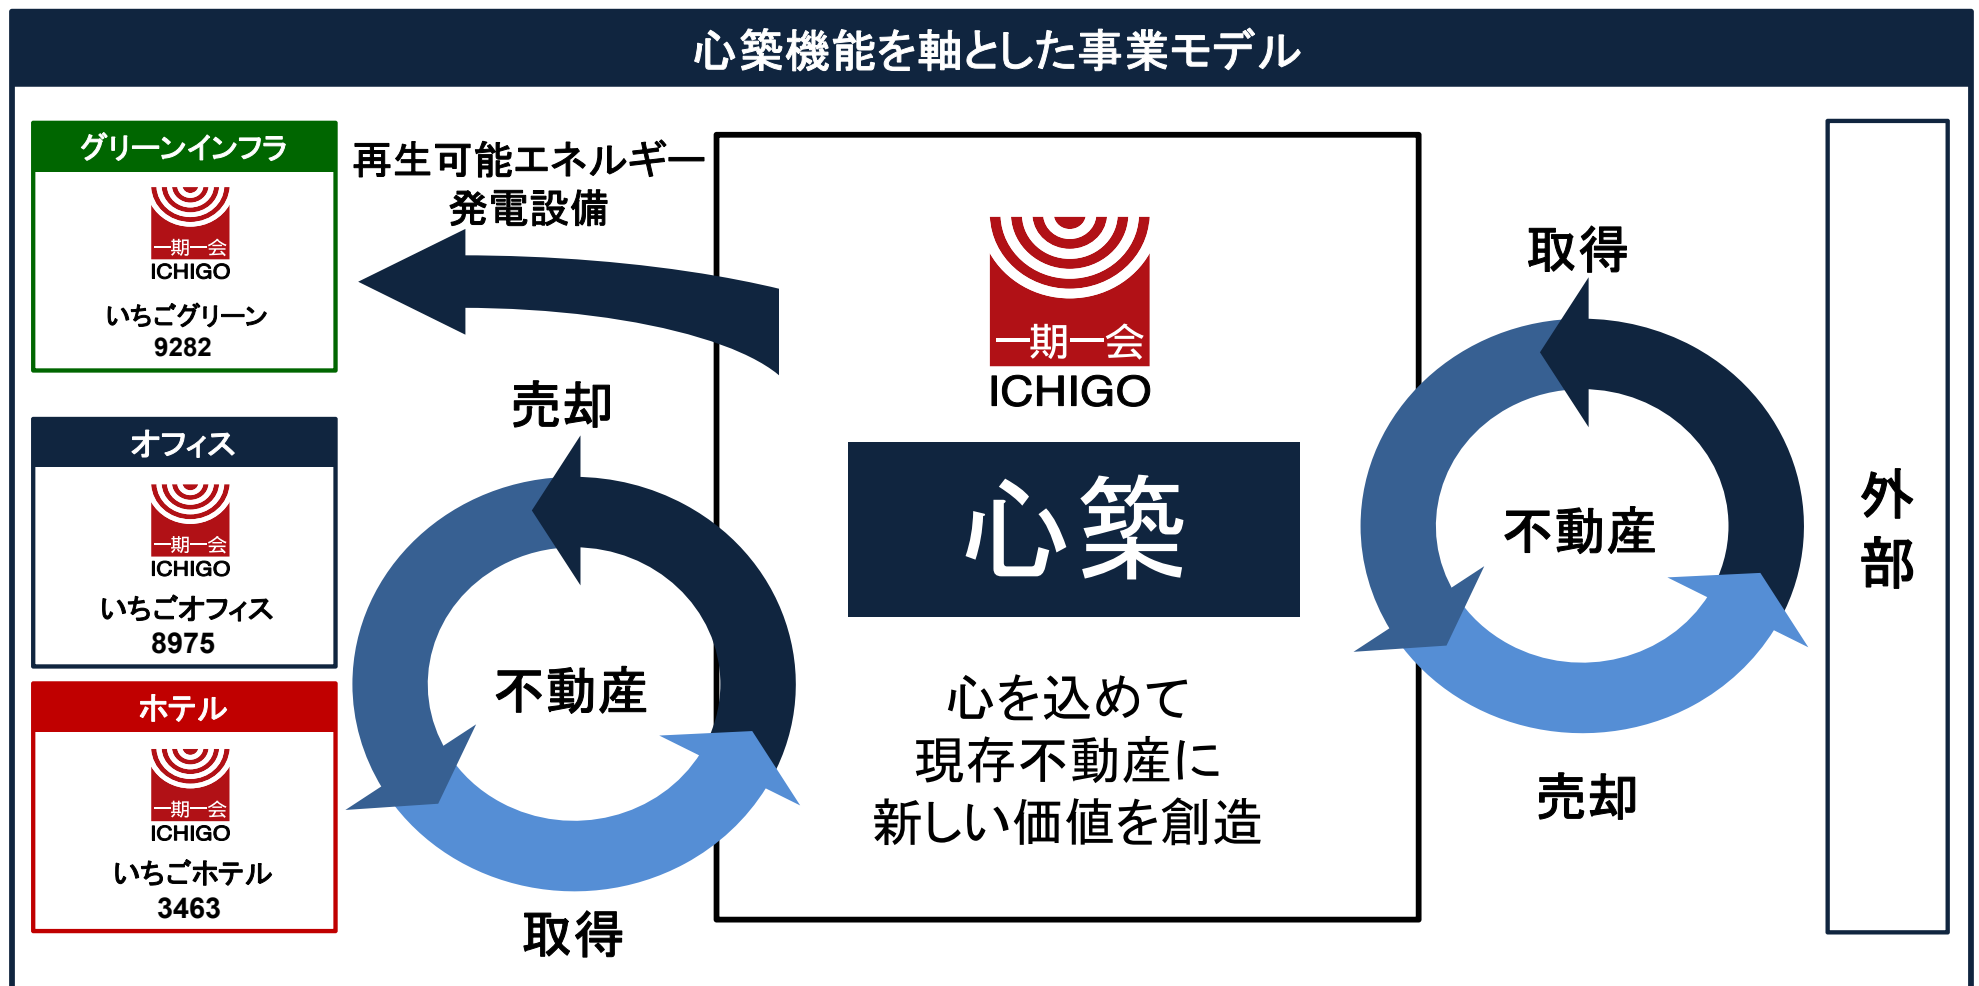 心築機能を軸とした事業モデル
グリーンインフラ
一期一会
ICHIGO
いちごグリーン
9282
再生可能エネルギー
発電設備
オフィス
一期一会
ICHIGO
いちごオフィス
8975
ホテル
一期一会
ICHIGO
いちごホテル
3463
売却
不動産
取得
一期一会
ICHIGO
心築
心を込めて
現存不動産に
新しい価値を創造
取得
不動産
売却
外
部